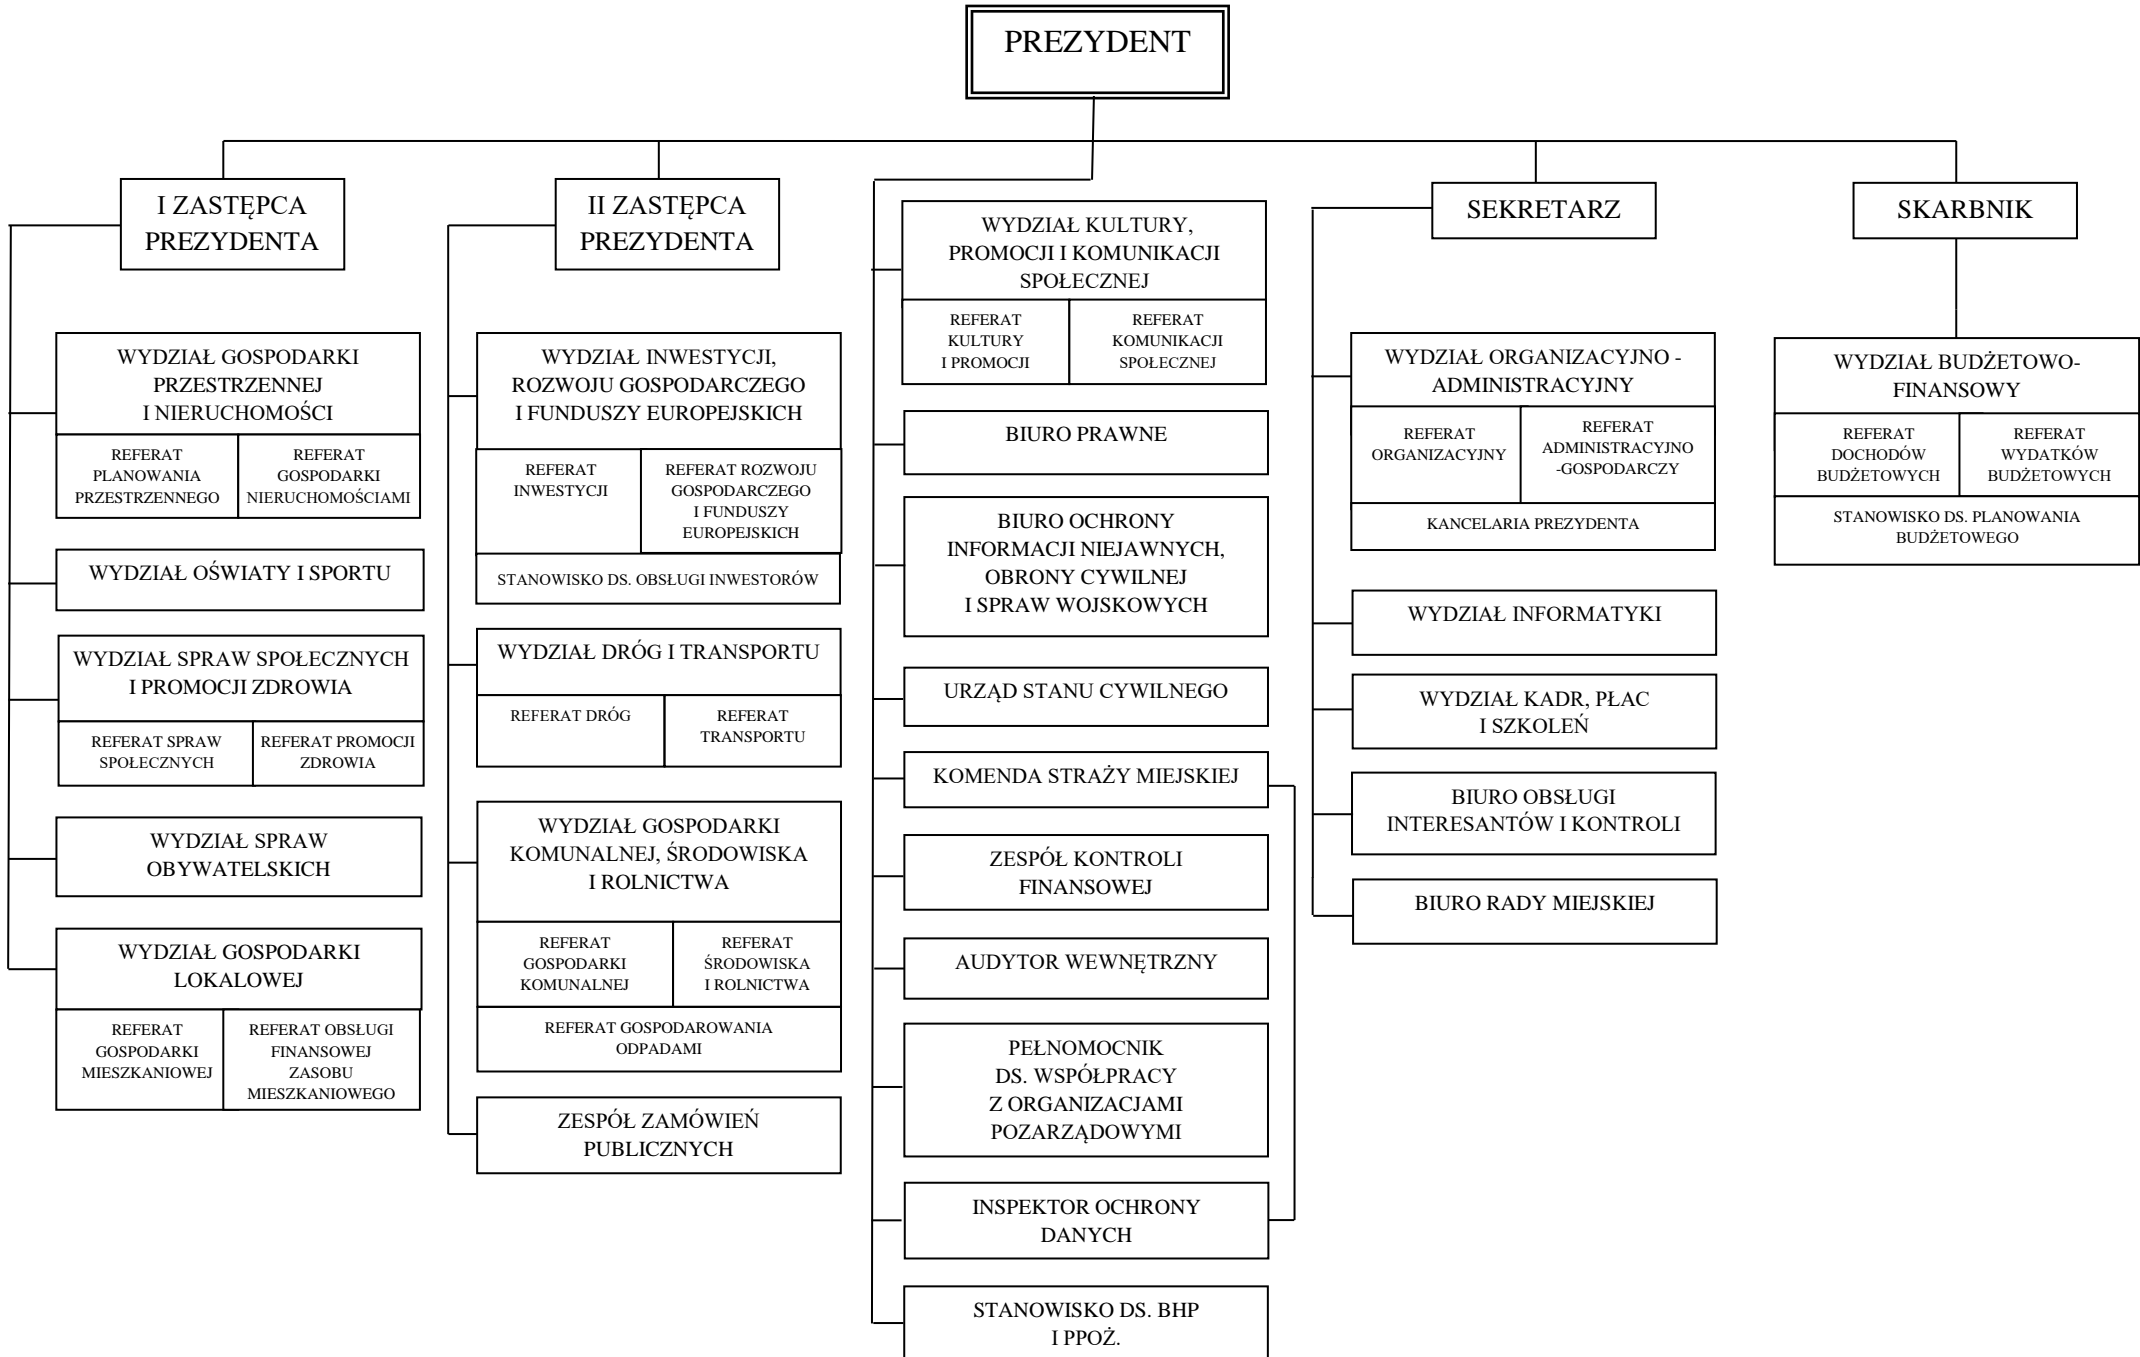 PREZYDENT
I ZASTĘPCA
PREZYDENTA
WYDZIAŁ GOSPODARKI
PRZESTRZENNEJ
I NIERUCHOMOŚCI
REFERAT
PLANOWANIA
PRZESTRZENNEGO
REFERAT
GOSPODARKI
NIERUCHOMOŚCIAMI
WYDZIAŁ OŚWIATY I SPORTU
WYDZIAŁ SPRAW SPOŁECZNYCH
I PROMOCJI ZDROWIA
REFERAT SPRAW
SPOŁECZNYCH
REFERAT PROMOCJI
ZDROWIA
WYDZIAŁ SPRAW
OBYWATELSKICH
WYDZIAŁ GOSPODARKI
LOKALOWEJ
REFERAT
GOSPODARKI
MIESZKANIOWEJ
REFERAT OBSŁUGI
FINANSOWEJ
ZASOBU
MIESZKANIOWEGO
II ZASTĘPCA
PREZYDENTA
WYDZIAŁ INWESTYCJI,
ROZWOJU GOSPODARCZEGO
I FUNDUSZY EUROPEJSKICH
REFERAT
INWESTYCJI
REFERAT ROZWOJU
GOSPODARCZEGO
I FUNDUSZY
EUROPEJSKICH
STANOWISKO DS. OBSŁUGI INWESTORÓW
WYDZIAŁ DRÓG I TRANSPORTU
REFERAT DRÓG
REFERAT
TRANSPORTU
WYDZIAŁ GOSPODARKI
KOMUNALNEJ, ŚRODOWISKA
I ROLNICTWA
REFERAT
GOSPODARKI
KOMUNALNEJ
REFERAT
ŚRODOWISKA
I ROLNICTWA
REFERAT GOSPODAROWANIA
ODPADAMI
ZESPÓŁ ZAMÓWIEŃ
PUBLICZNYCH
WYDZIAŁ KULTURY,
PROMOCJI I KOMUNIKACJI
SPOŁECZNEJ
REFERAT
KULTURY
I PROMOCJI
REFERAT
KOMUNIKACJI
SPOŁECZNEJ
BIURO PRAWNE
BIURO OCHRONY
INFORMACJI NIEJAWNYCH,
OBRONY CYWILNEJ
I SPRAW WOJSKOWYCH
URZĄD STANU CYWILNEGO
KOMENDA STRAŻY MIEJSKIEJ
ZESPÓŁ KONTROLI
FINANSOWEJ
AUDYTOR WEWNĘTRZNY
PEŁNOMOCNIK
DS. WSPÓŁPRACY
Z ORGANIZACJAMI
POZARZĄDOWYMI
INSPEKTOR OCHRONY
DANYCH
STANOWISKO DS. BHP
I PPOŻ.
SEKRETARZ
WYDZIAŁ ORGANIZACYJNO -
ADMINISTRACYJNY
REFERAT
ORGANIZACYJNY
REFERAT
ADMINISTRACYJNO
-GOSPODARCZY
KANCELARIA PREZYDENTA
WYDZIAŁ INFORMATYKI
WYDZIAŁ KADR, PŁAC
I SZKOLEŃ
BIURO OBSŁUGI
INTERESANTÓW I KONTROLI
BIURO RADY MIEJSKIEJ
SKARBNIK
WYDZIAŁ BUDŻETOWO-
FINANSOWY
REFERAT
DOCHODÓW
BUDŻETOWYCH
REFERAT
WYDATKÓW
BUDŻETOWYCH
STANOWISKO DS. PLANOWANIA
BUDŻETOWEGO